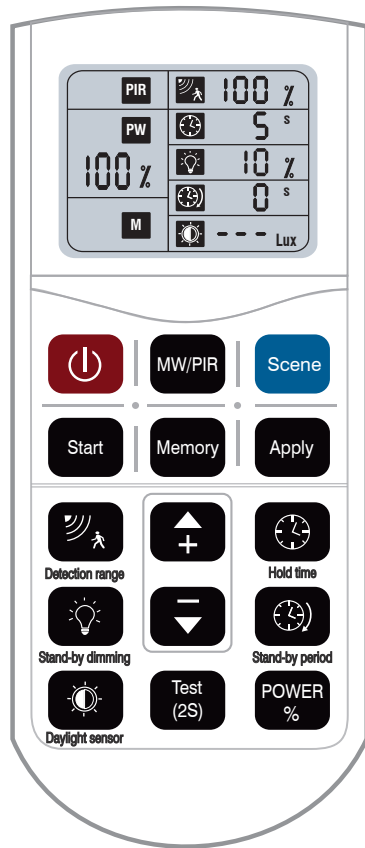 PIR
100 %
PW
5 s
100 %
10 %
0 s
M
- - - Lux
MW/PIR
Scene
Start
Memory
Apply
Detection range
+
Hold time
Stand-by dimming
−
Stand-by period
Daylight sensor
Test
(2S)
POWER
%